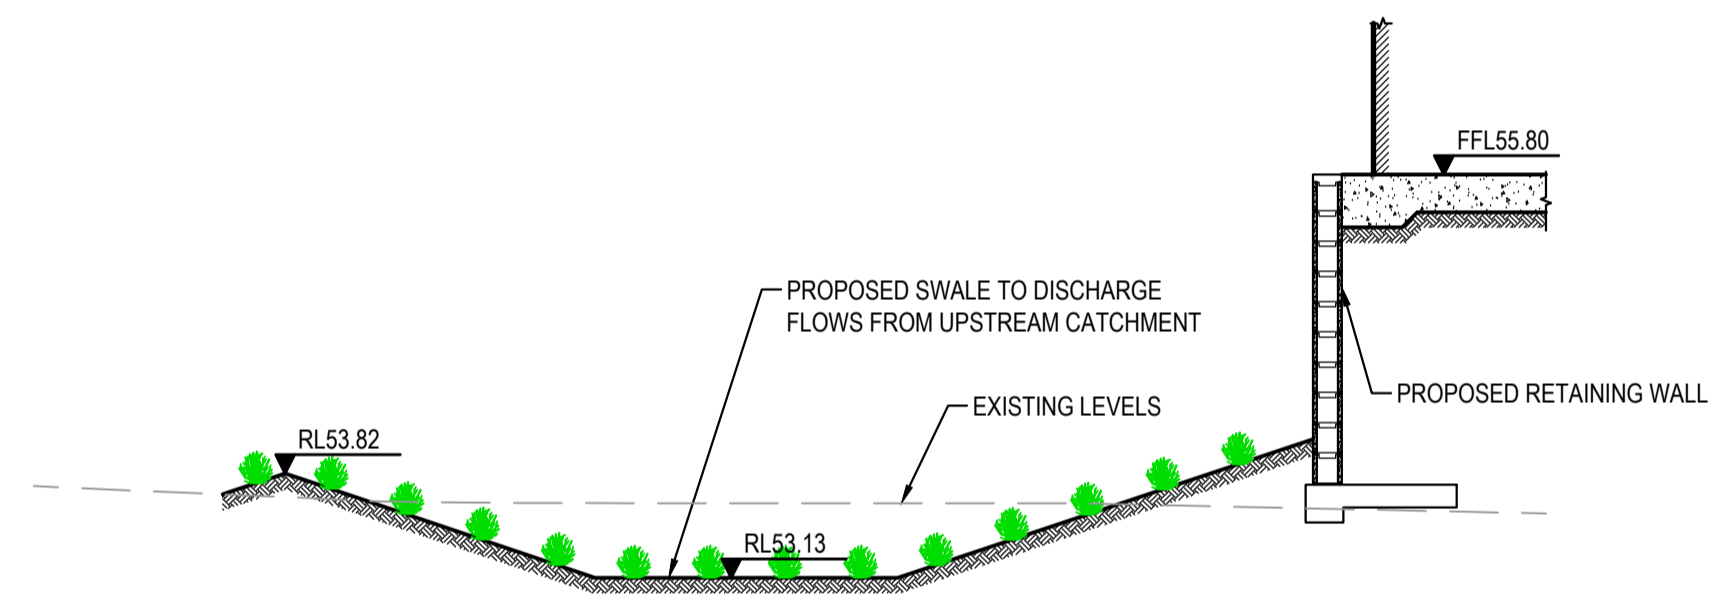 FFL55.80
PROPOSED SWALE TO DISCHARGE
FLOWS FROM UPSTREAM CATCHMENT
PROPOSED RETAINING WALL
EXISTING LEVELS
RL53.82
RL53.13